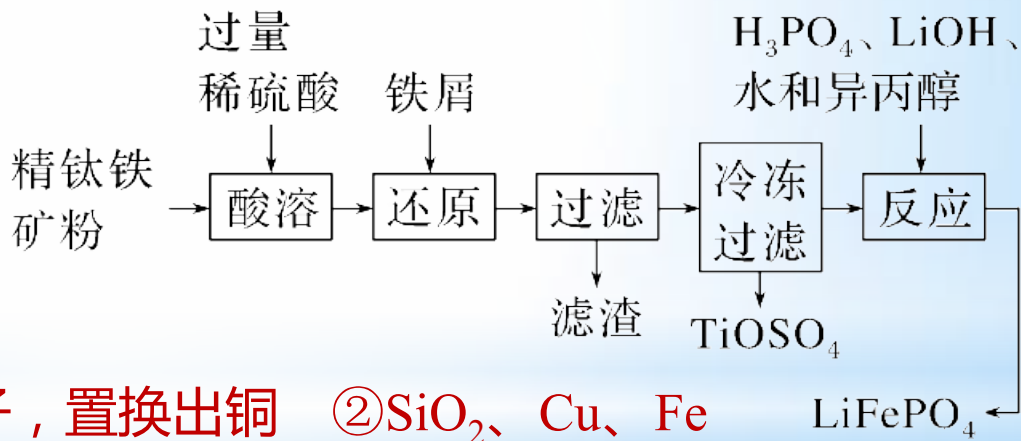 过量
稀硫酸
铁屑
H₃PO₄、LiOH、
水和异丙醇
精钛铁
矿粉
酸溶
还原
过滤
冷冻
过滤
反应
滤渣
TiOSO₄
，置换出铜 ②SiO₂、Cu、Fe
LiFePO₄